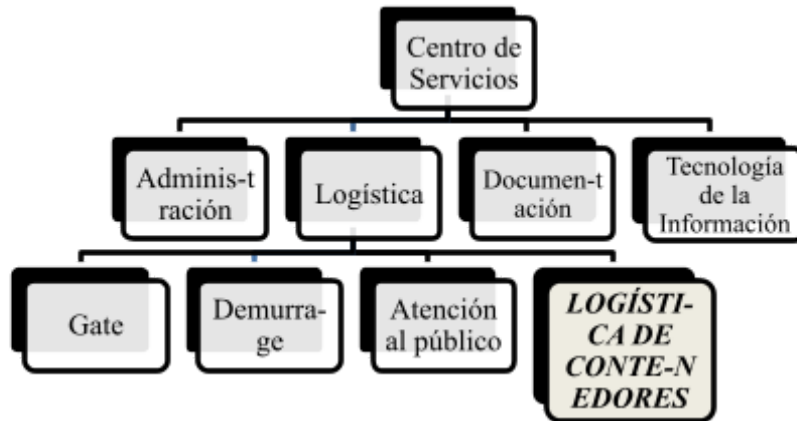 Centro de
Servicios
Adminis-t
ración
Logística
Documen-t
ación
Tecnología
de la
Información
Gate
Demurra-
ge
Atención
al público
LOGÍSTI-
CA DE
CONTE-N
EDORES